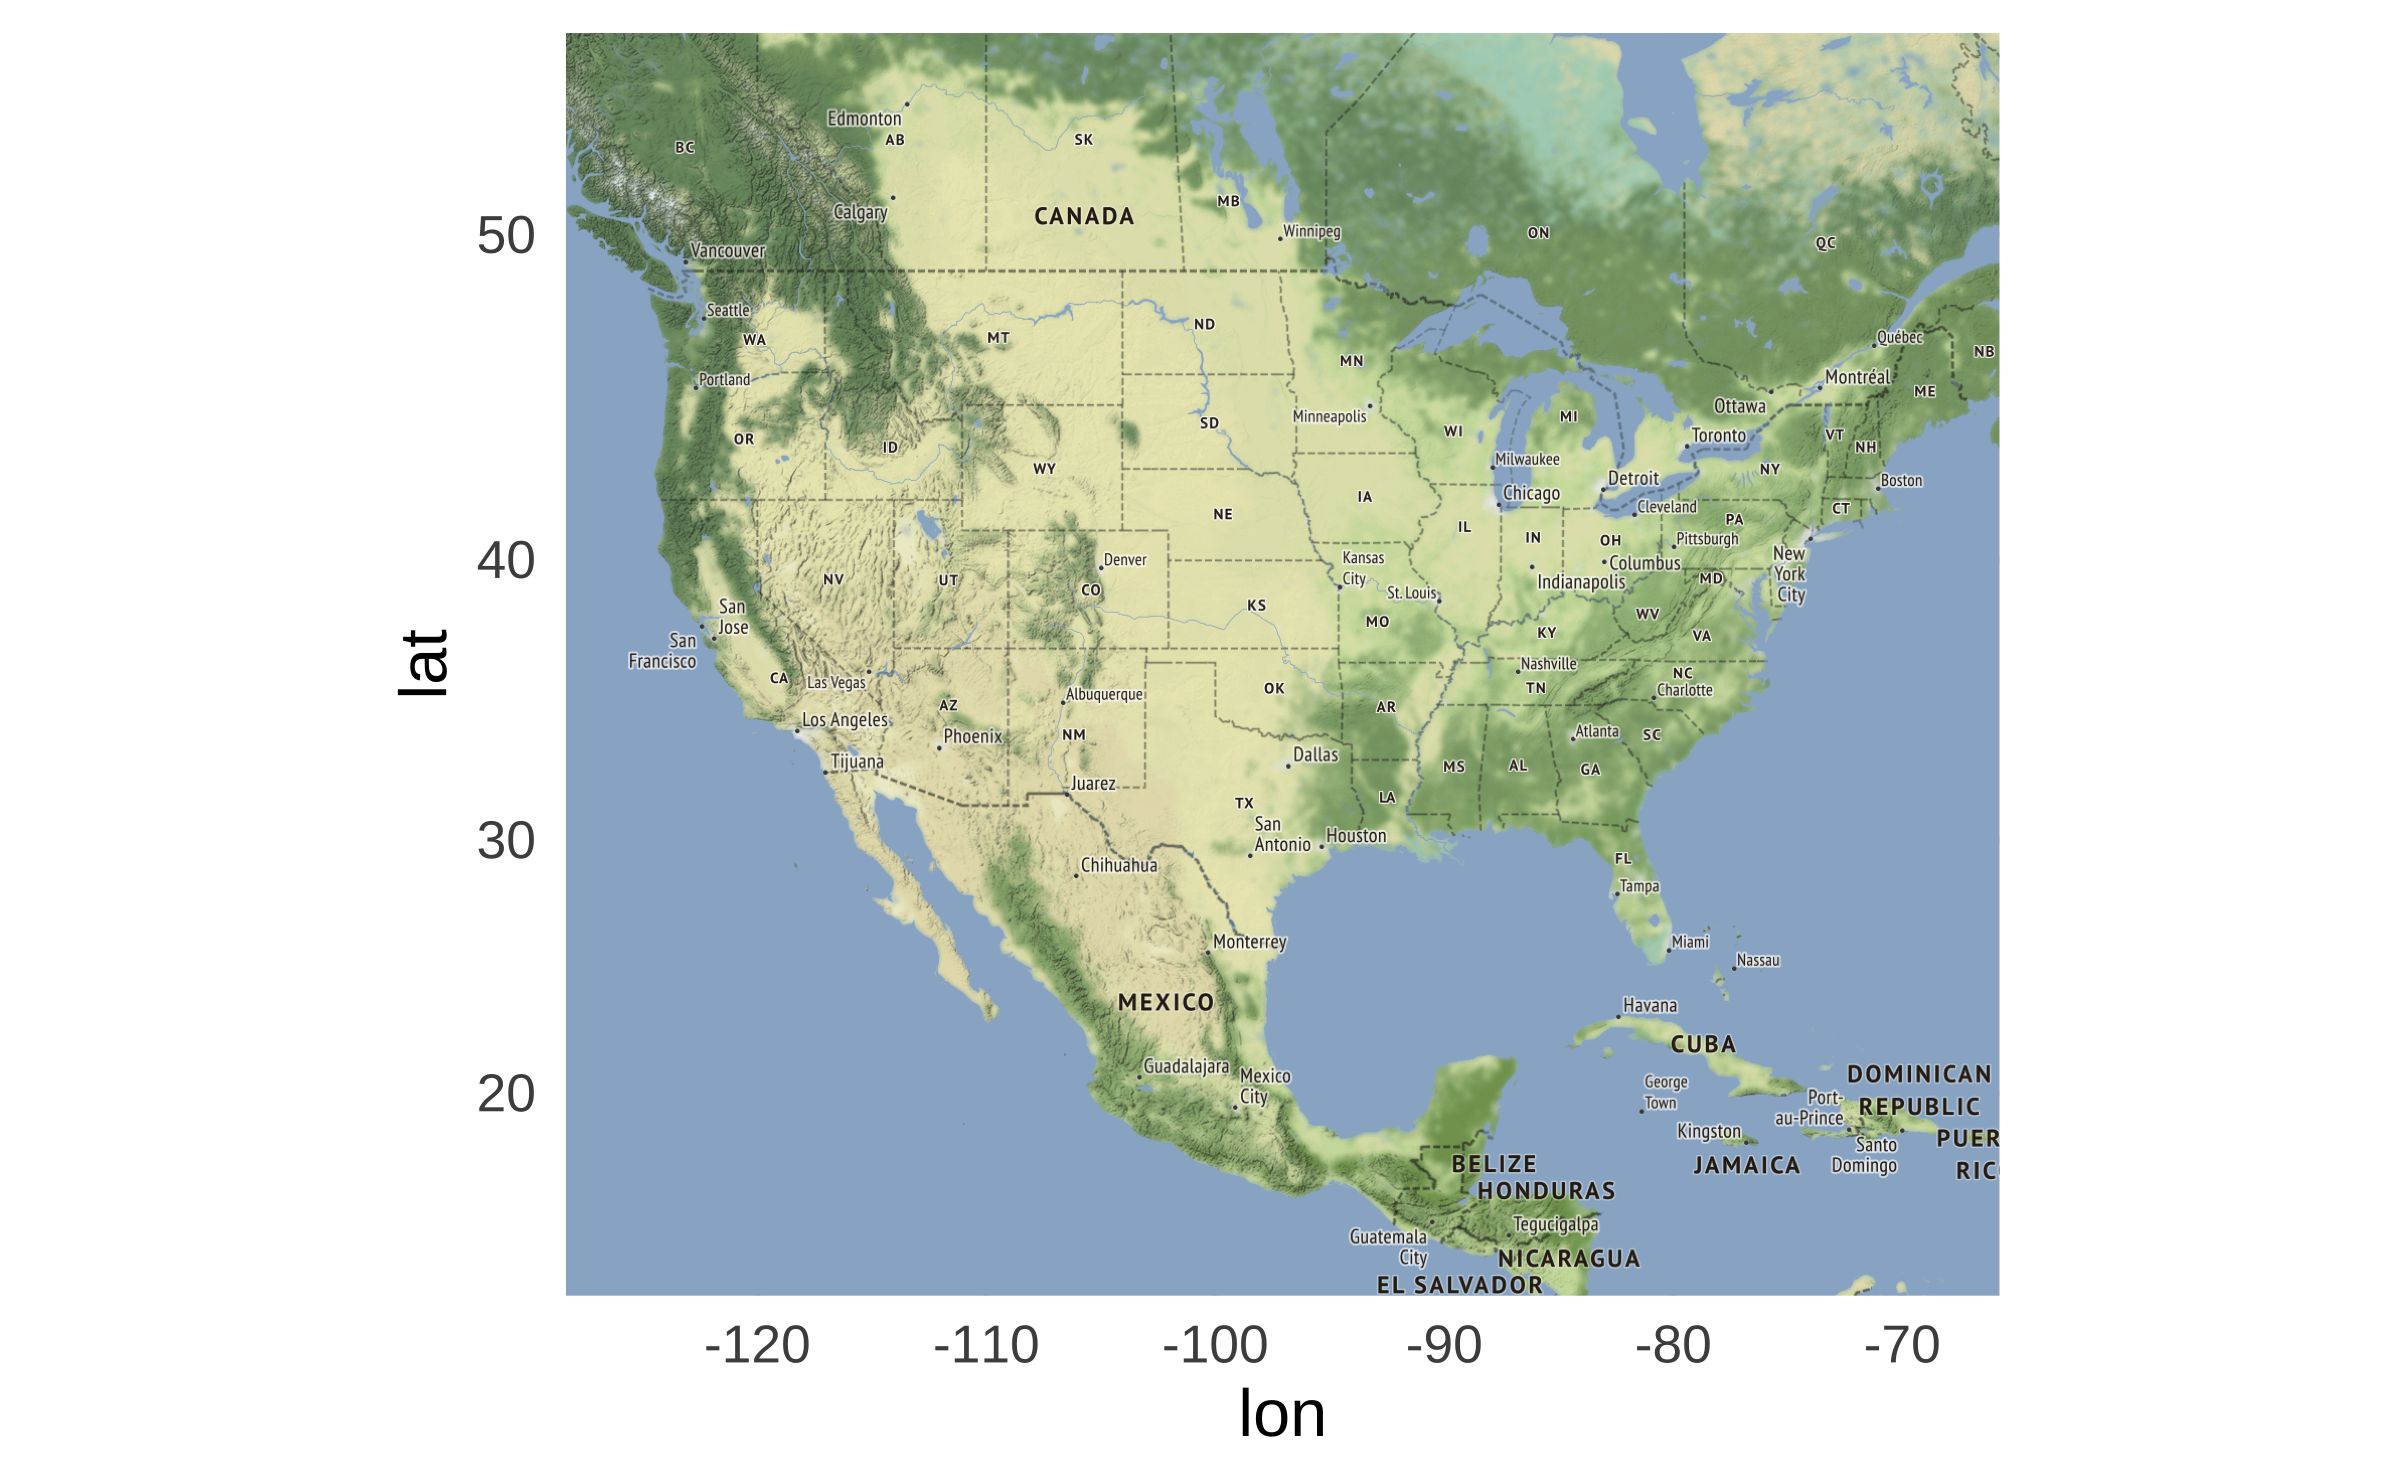 Edmonton
AB
SK
BC
CANADA
MB
Calgary
Winnipeg
ON
QC
Vancouver
Seattle
WA
MT
ND
MN
Québec
NB
Portland
Montréal
ME
Ottawa
OR
ID
WY
SD
Minneapolis
WI
MI
Toronto
VT
NH
Milwaukee
NY
Detroit
Boston
Chicago
Cleveland
CT
NE
IA
IL
IN
OH
PA
Pittsburgh
NV
UT
Denver
CO
KS
Kansas
City
St. Louis
Indianapolis
Columbus
MD
New
York
City
San
Jose
San
Francisco
MO
KY
WV
VA
CA
Las Vegas
AZ
Albuquerque
OK
AR
Nashville
TN
NC
Charlotte
Los Angeles
Phoenix
NM
Tijuana
Juarez
Dallas
MS
AL
Atlanta
GA
SC
TX
LA
San
Antonio
Houston
FL
Chihuahua
Tampa
Monterrey
Miami
Nassau
MEXICO
Havana
CUBA
Guadalajara
Mexico
City
George
Town
DOMINICAN
REPUBLIC
Port-
au-Prince
Kingston
JAMAICA
Santo
Domingo
PUER
RIC
BELIZE
HONDURAS
Guatemala
City
Tegucigalpa
NICARAGUA
EL SALVADOR
50
40
30
20
lat
-120 -110 -100 -90 -80 -70
lon